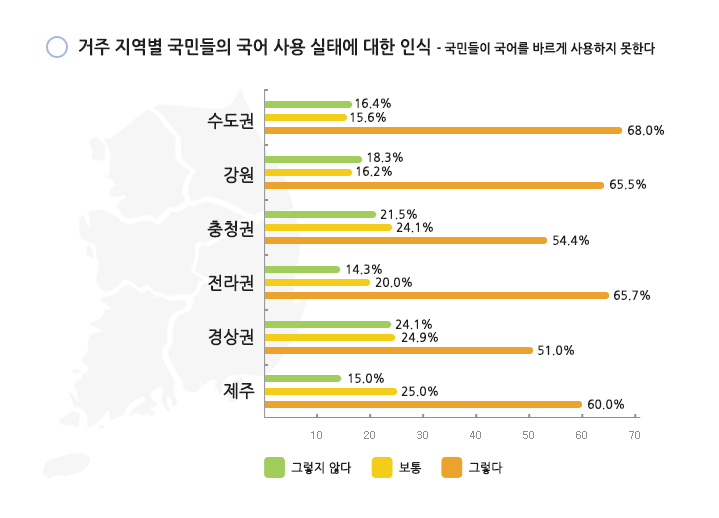 거주 지역별 국민들의 국어 사용 실태에 대한 인식 - 국민들이 국어를 바르게 사용하지 못한다
수도권
16.4%
15.6%
68.0%
강원
18.3%
16.2%
65.5%
충청권
21.5%
24.1%
54.4%
전라권
14.3%
20.0%
65.7%
경상권
24.1%
24.9%
51.0%
제주
15.0%
25.0%
60.0%
10 20 30 40 50 60 70
그렇지 않다 보통 그렇다